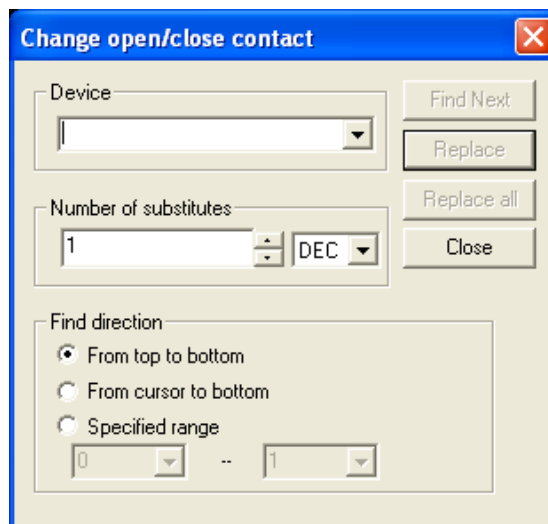 Change open/close contact
Device
Find Next
Replace
Number of substitutes
Replace all
1
DEC
Close
Find direction
From top to bottom
From cursor to bottom
Specified range
0 -- 1